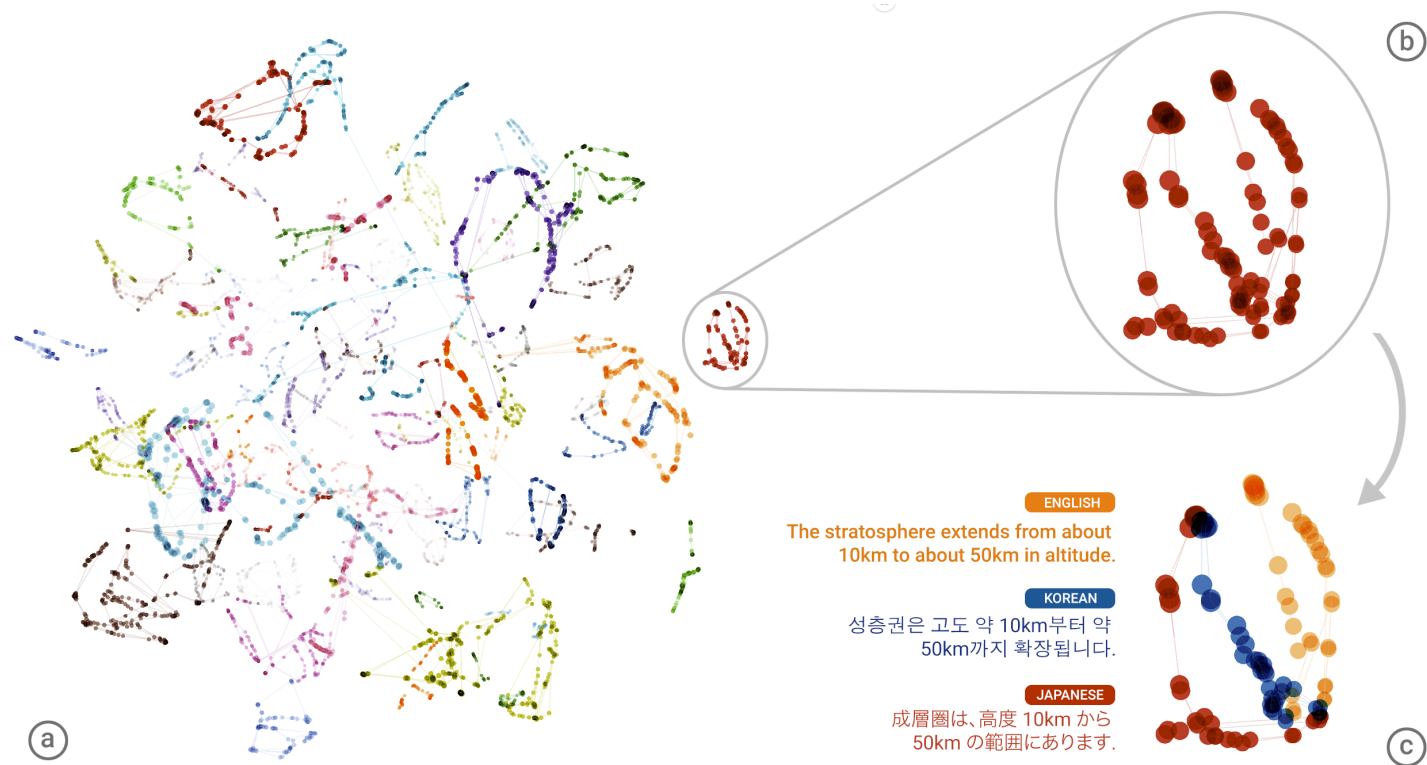 a
b
ENGLISH
The stratosphere extends from about
10km to about 50km in altitude.
KOREAN
성층권은 고도 약 10km부터 약
50km까지 확장됩니다.
JAPANESE
成層圏は、高度 10km から
50km の範囲にあります.
c